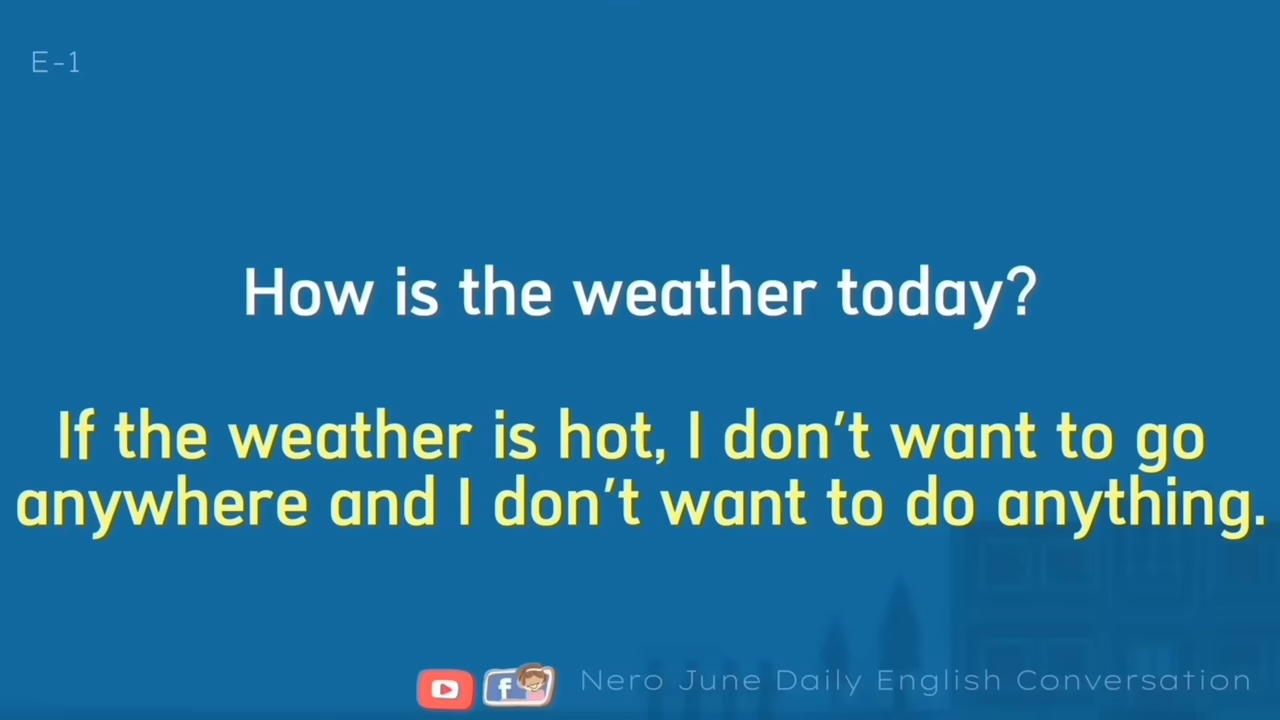 E-1
How is the weather today?
If the weather is hot, I don't want to go
anywhere and I don't want to do anything.
f
Nero June Daily English Conversation